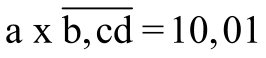 a x b,cd = 10,01